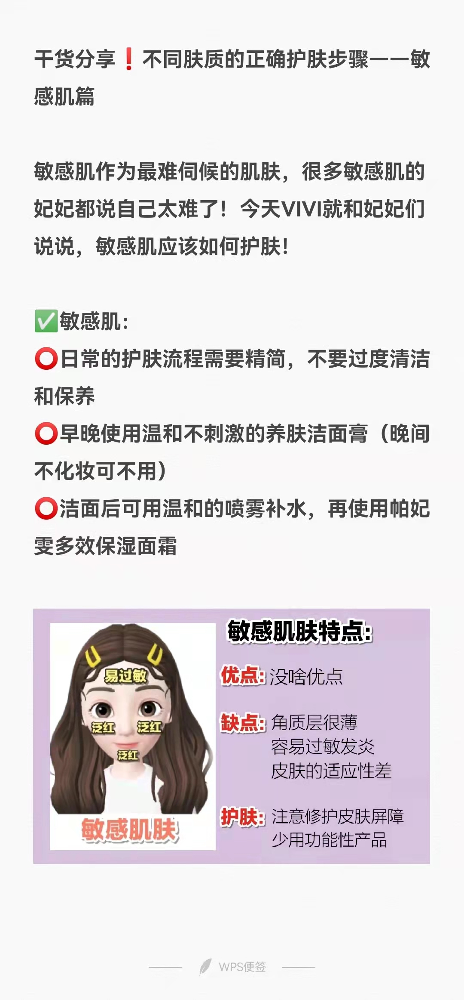 干货分享❗不同肤质的正确护肤步骤一一敏
感肌篇
敏感肌作为最难伺候的肌肤，很多敏感肌的
妃妃都说自己太难了！今天VIVI就和妃妃们
说说，敏感肌应该如何护肤！
✅敏感肌：
⭕日常的护肤流程需要精简，不要过度清洁
和保养
⭕早晚使用温和不刺激的养肤洁面膏（晚间
不化妆可不用）
⭕洁面后可用温和的喷雾补水，再使用帕妃
雯多效保湿面霜
易过敏
泛红
泛红
泛红
敏感肌肤
敏感肌肤特点:
优点: 没啥优点
缺点: 角质层很薄
容易过敏发炎
皮肤的适应性差
护肤: 注意修护皮肤屏障
少用功能性产品
WPS便签